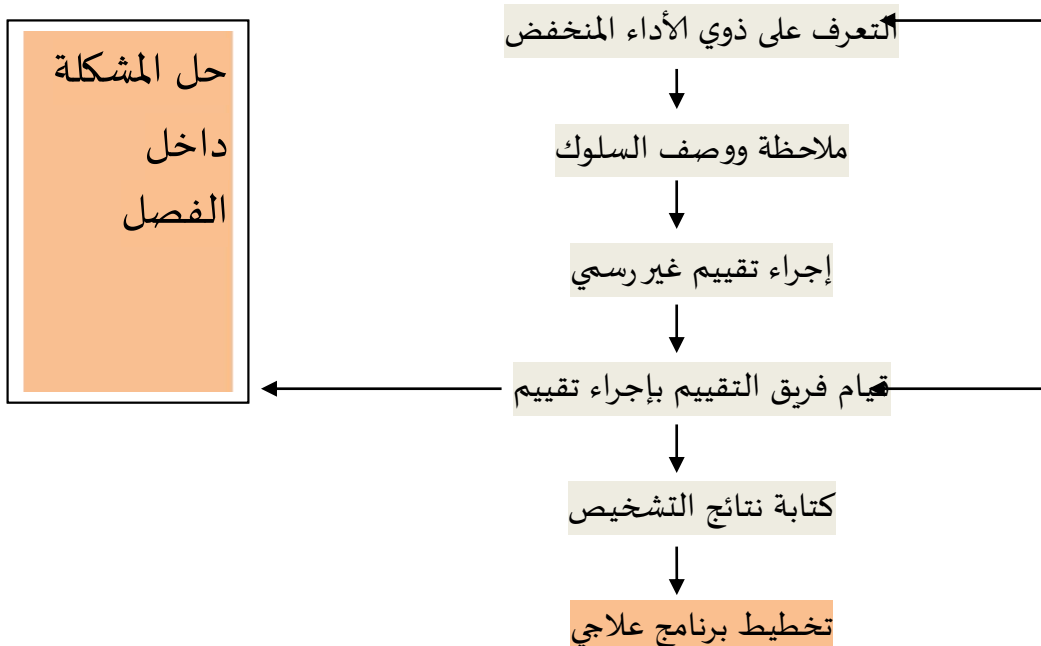 التعرف على ذوي الأداء المنخفض
ملاحظة ووصف السلوك
إجراء تقييم غير رسمي
قيام فريق التقييم بإجراء تقييم
كتابة نتائج التشخيص
تخطيط برنامج علاجي
حل المشكلة
داخل
الفصل